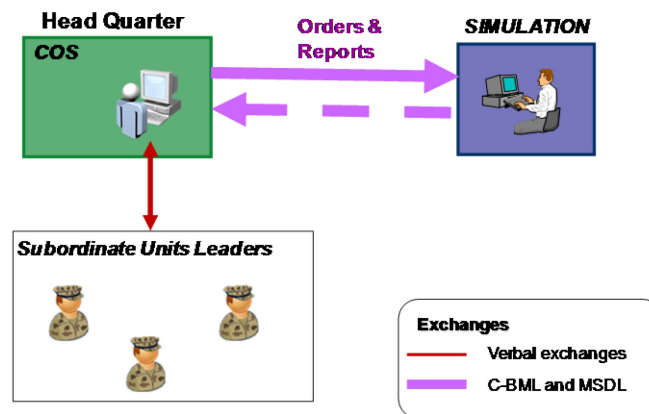 Head Quarter
COS
Orders &
Reports
SIMULATION
Subordinate Units Leaders
Exchanges
Verbal exchanges
C-BML and MSDL